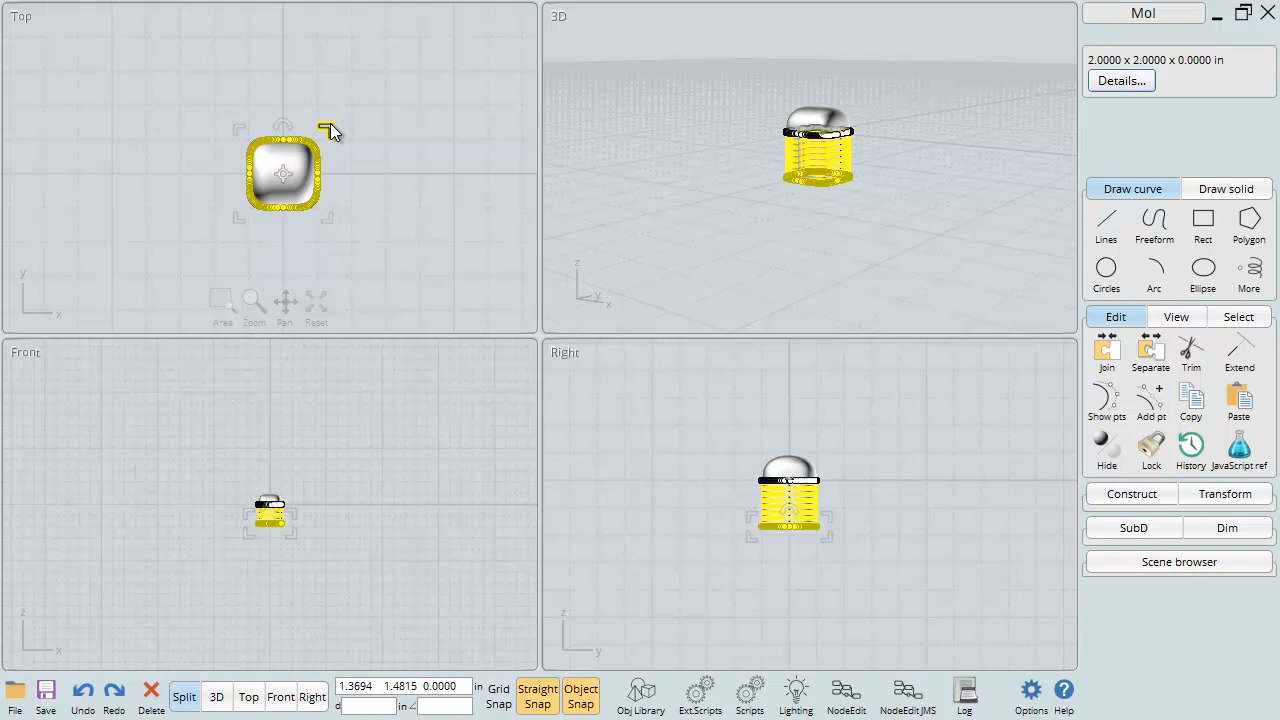 Top
3D
MoI
2.0000 x 2.0000 x 0.0000 in
Details...
Draw curve
Draw solid
Lines
Freeform
Rect
Polygon
Circles
Arc
Ellipse
More
Edit
View
Select
Join
Separate
Trim
Extend
Show pts
Add pt
Copy
Paste
Hide
Lock
History
JavaScript ref
Construct
Transform
SubD
Dim
Scene browser
y
x
Area
Zoom
Pan
Reset
z
y
x
Front
Right
z
x
z
y
File
Save
Undo
Redo
Delete
Split
3D
Top
Front
Right
1.3694 1.4815 0.0000
in
d
in
Grid
Snap
Straight
Snap
Object
Snap
Obj Library
Ext.Scripts
Scripts
Lighting
NodeEdit
NodeEditJMS
Log
Options
Help